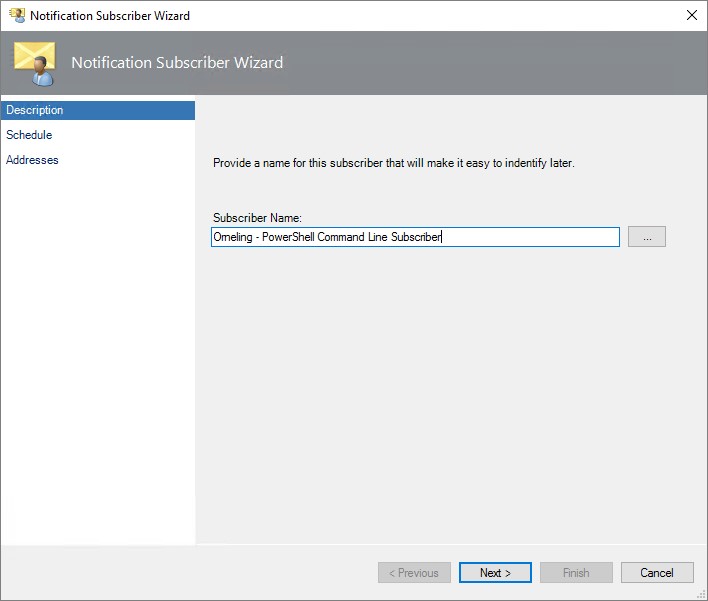 Notification Subscriber Wizard
Notification Subscriber Wizard
Description
Schedule
Addresses
Provide a name for this subscriber that will make it easy to indentify later.
Subscriber Name:
Omeling - PowerShell Command Line Subscriber
...
< Previous
Next >
Finish
Cancel